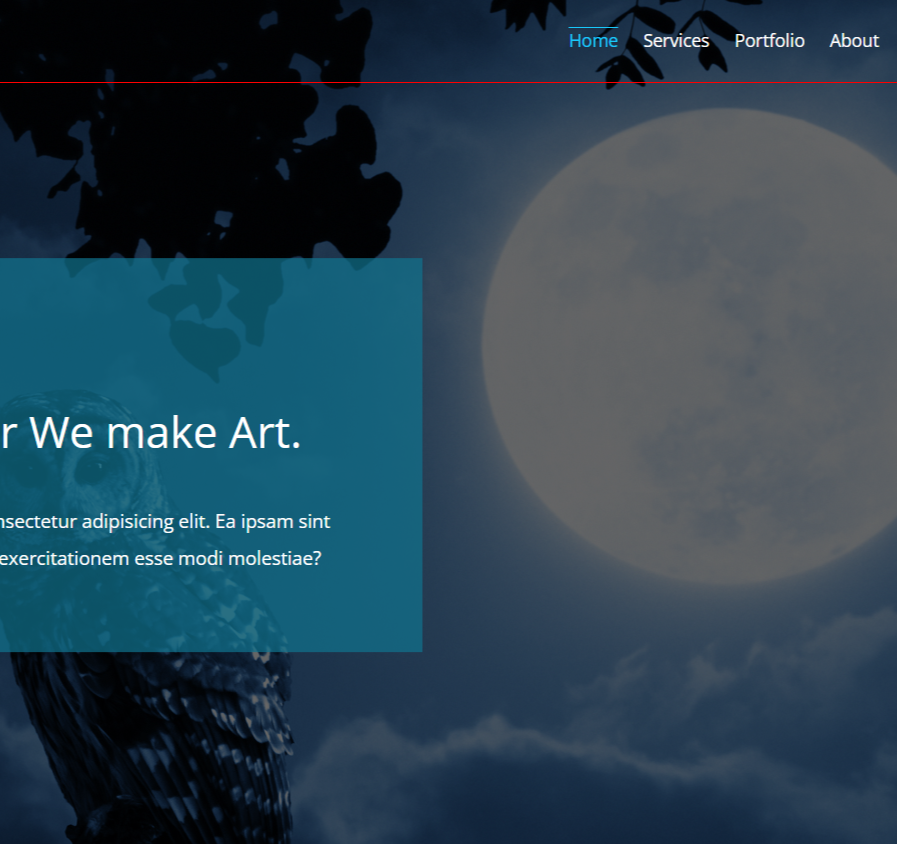 Home Services Portfolio About
r We make Art.
nsectetur adipisicing elit. Ea ipsam sint
exercitationem esse modi molestiae?